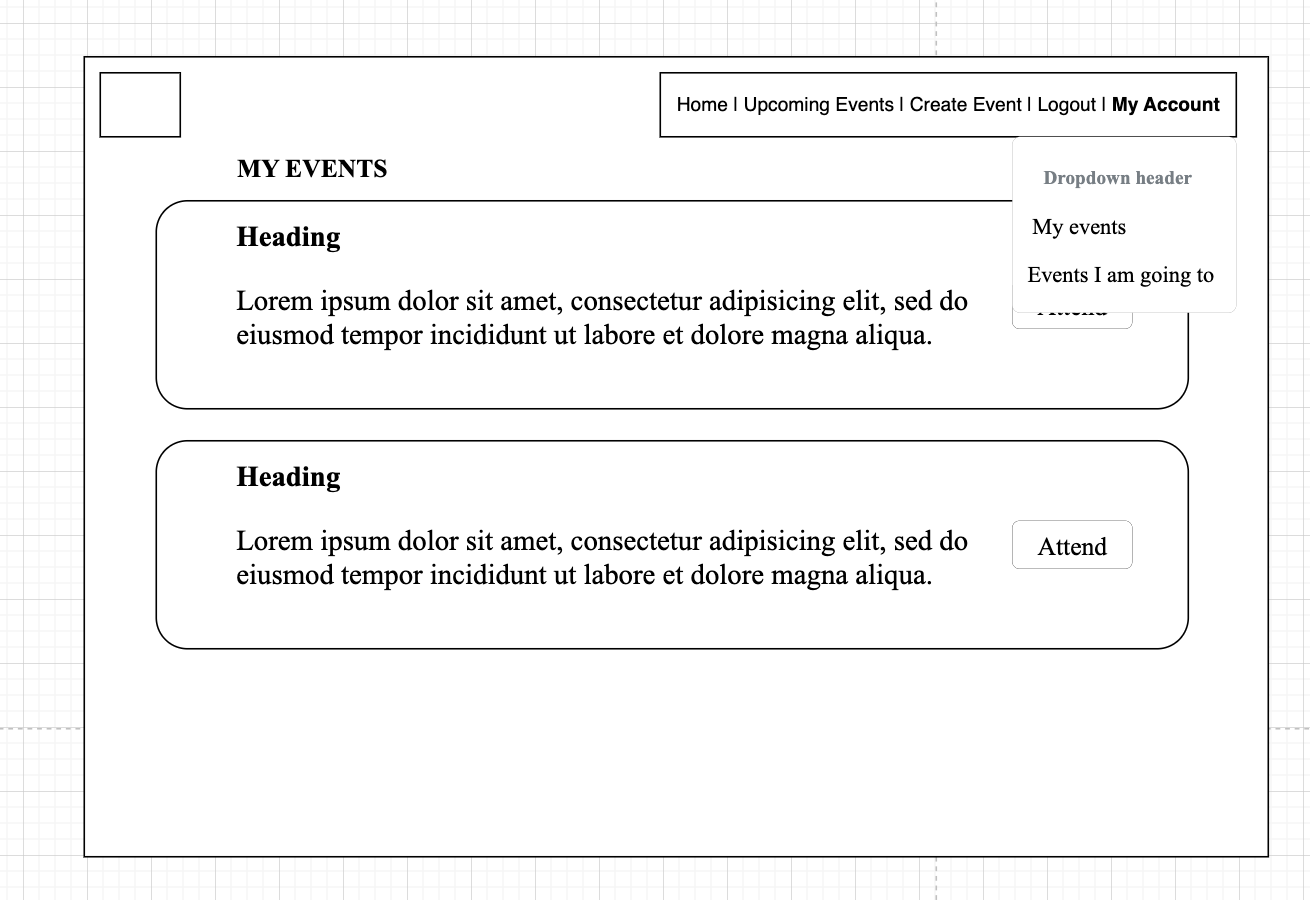 Home | Upcoming Events | Create Event | Logout | My Account
MY EVENTS
Dropdown header
My events
Events I am going to
Heading
Lorem ipsum dolor sit amet, consectetur adipisicing elit, sed do
eiusmod tempor incididunt ut labore et dolore magna aliqua.
Heading
Lorem ipsum dolor sit amet, consectetur adipisicing elit, sed do
eiusmod tempor incididunt ut labore et dolore magna aliqua.
Attend